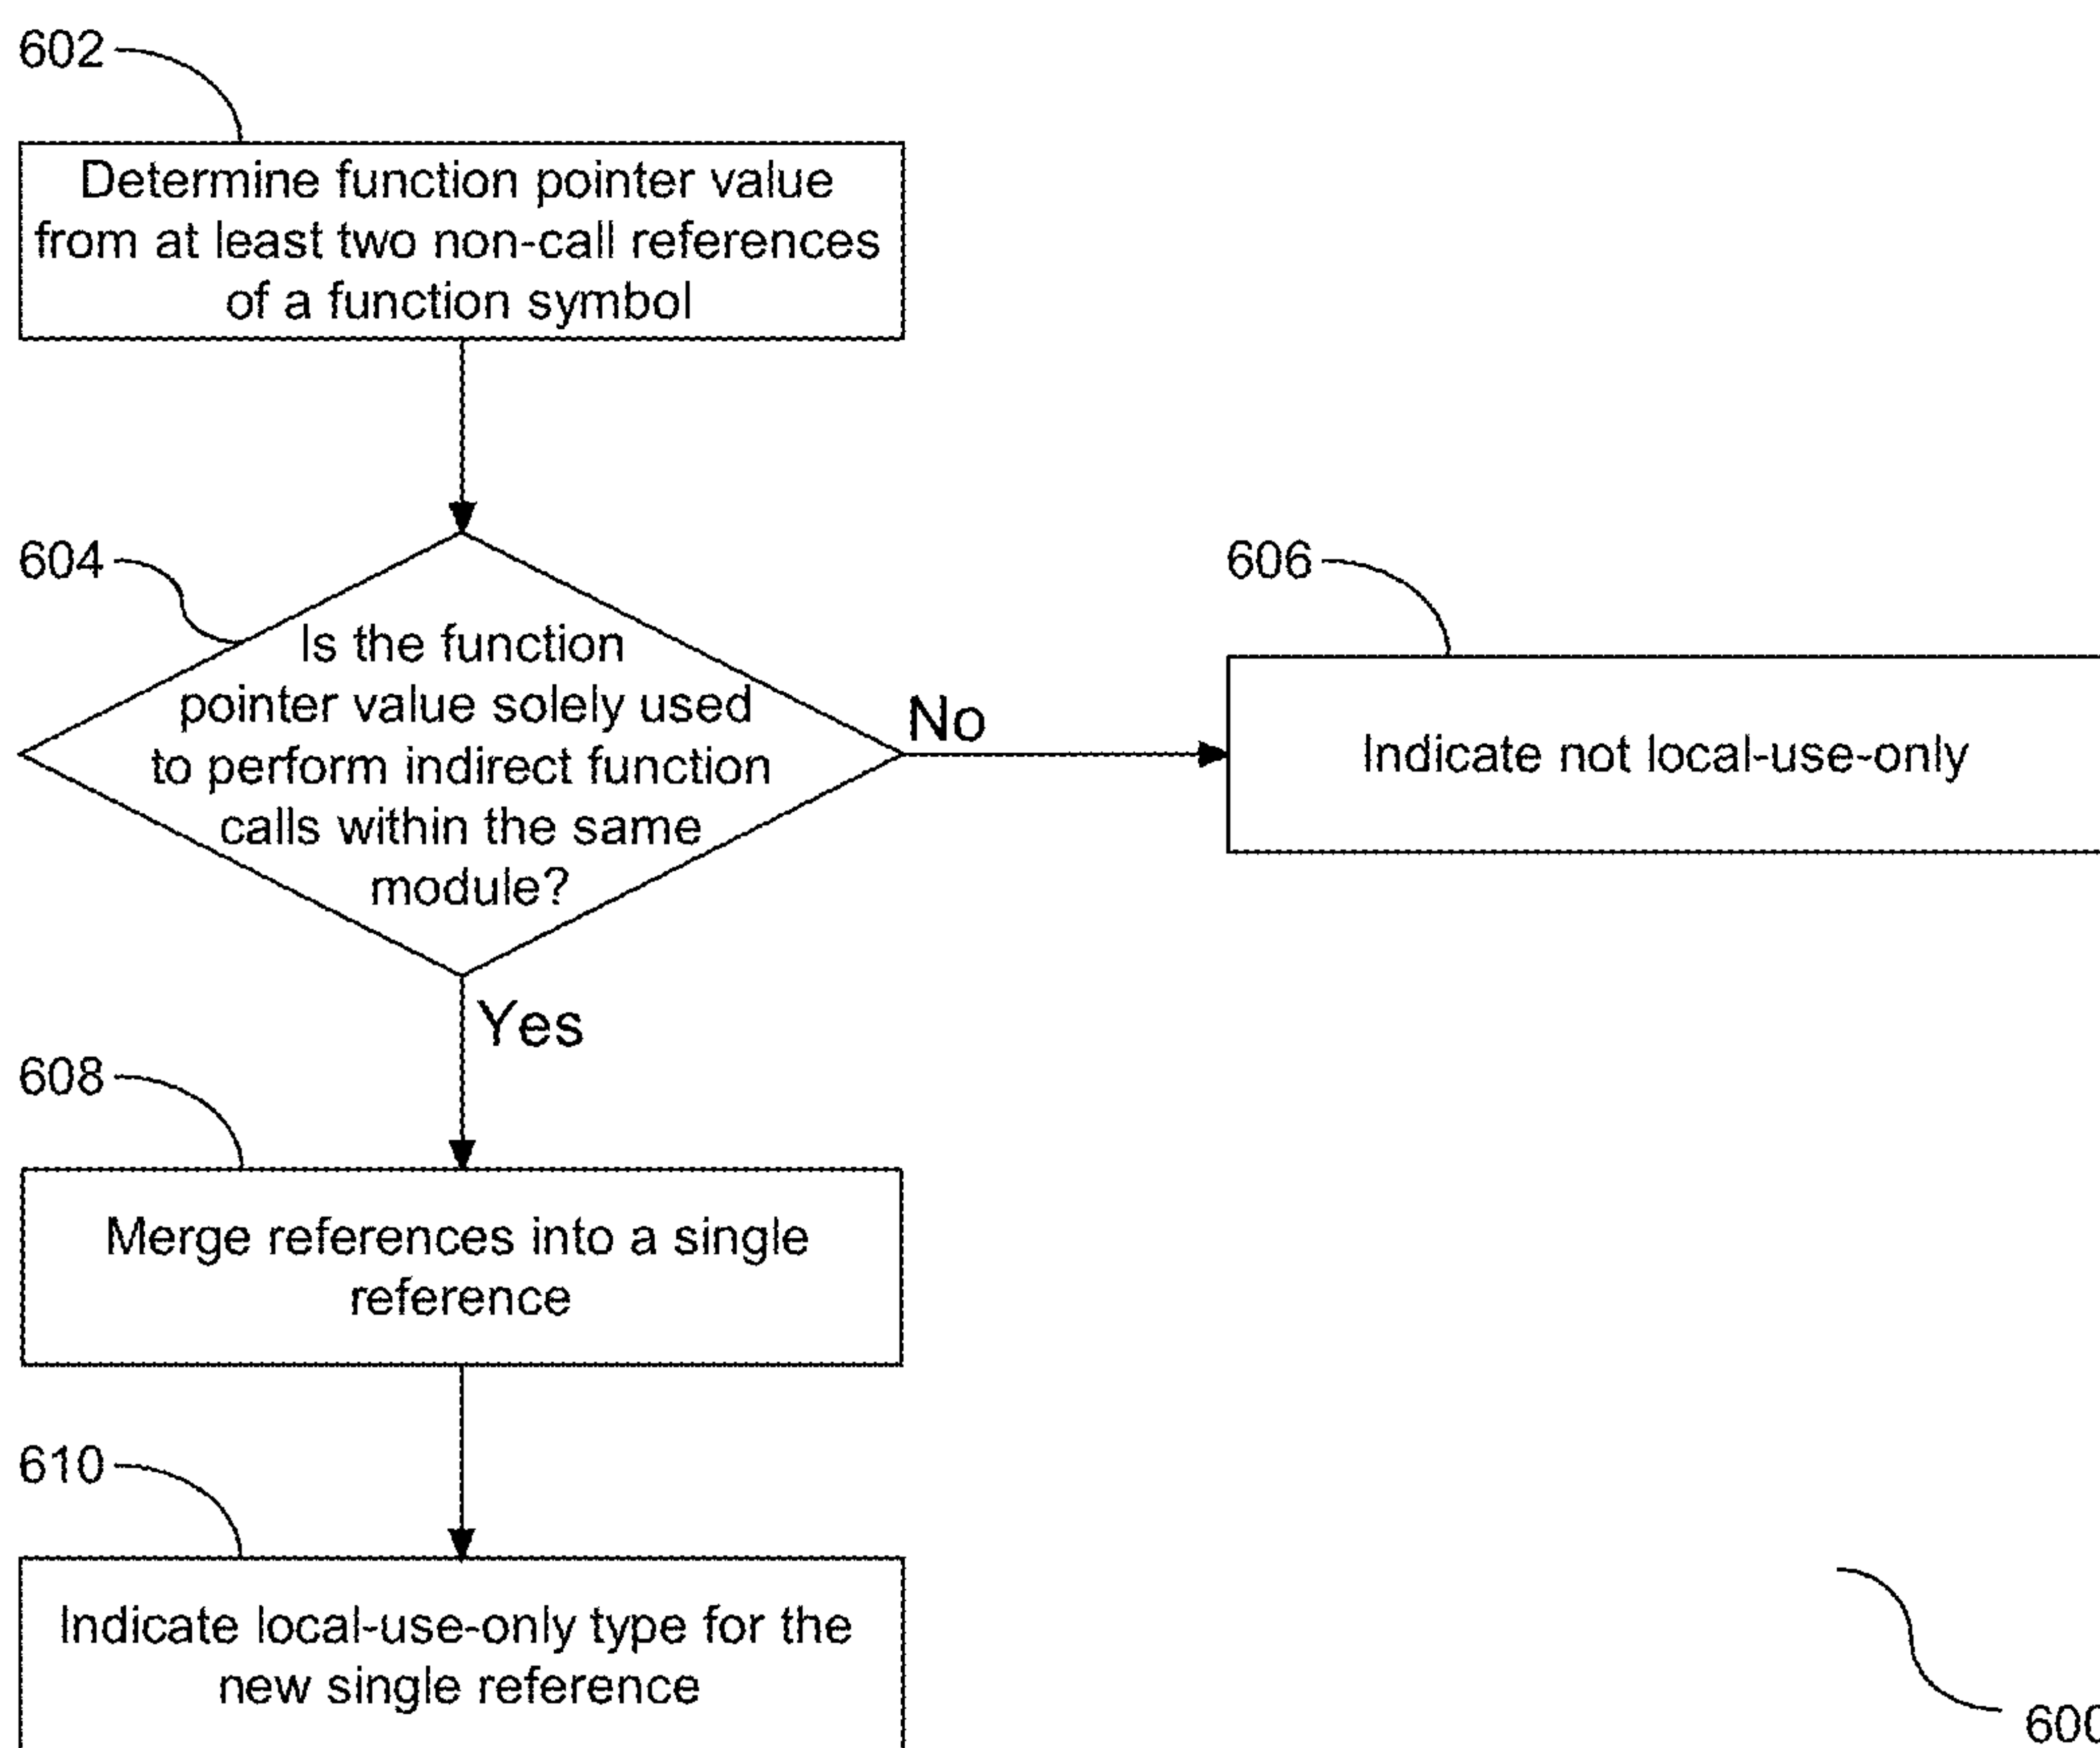 602
Determine function pointer value
from at least two non-call references
of a function symbol
604
Is the function
pointer value solely used
to perform indirect function
calls within the same
module?
No
606
Indicate not local-use-only
Yes
608
Merge references into a single
reference
610
Indicate local-use-only type for the
new single reference
600